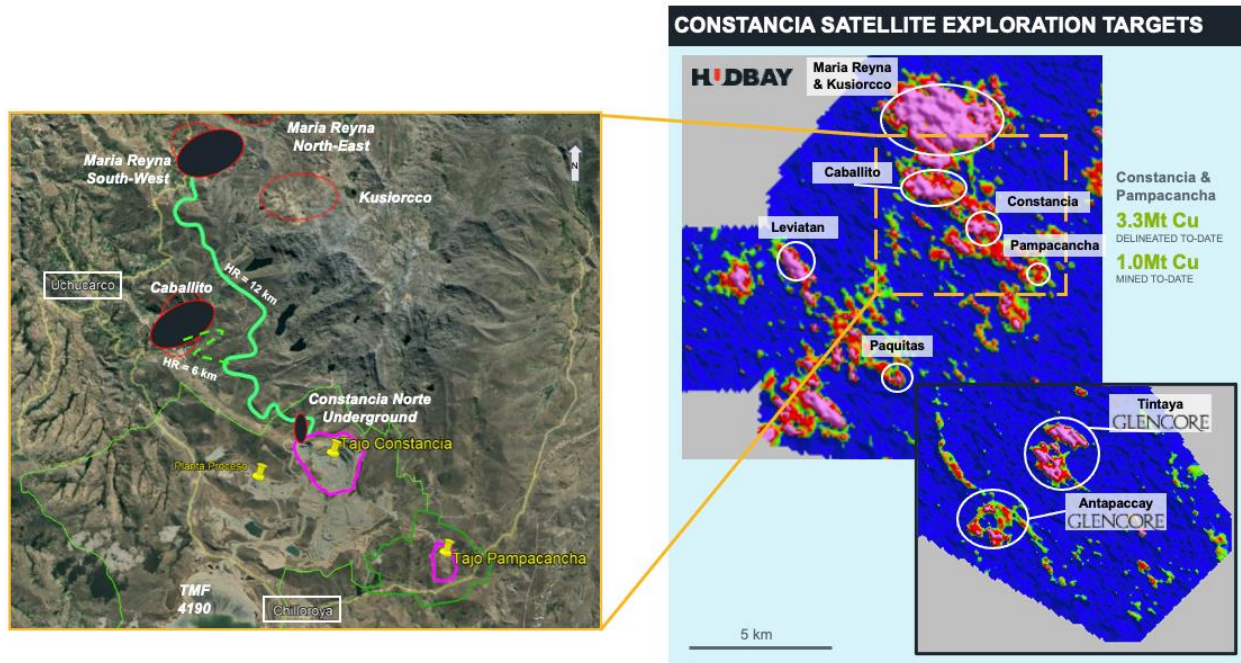 CONSTANCIA SATELLITE EXPLORATION TARGETS
HUDBAY
Maria Reyna
& Kusiorcco
Caballito
Constancia
Leviatan
Pampacancha
Paquitas
Constancia &
Pampacancha
3.3Mt Cu
DELINEATED TO-DATE
1.0Mt Cu
MINED TO-DATE
Tintaya
GLENCORE
Antapaccay
GLENCORE
5 km
Maria Reyna
North-East
Maria Reyna
South-West
N
Kusiorcco
HR = 12 km
Uchucarco
Caballito
HR = 6 km
Constancia Norte
Underground
Tajo Constancia
Planta Proceso
Tajo Pampacancha
TMF
4190
Chilloroya